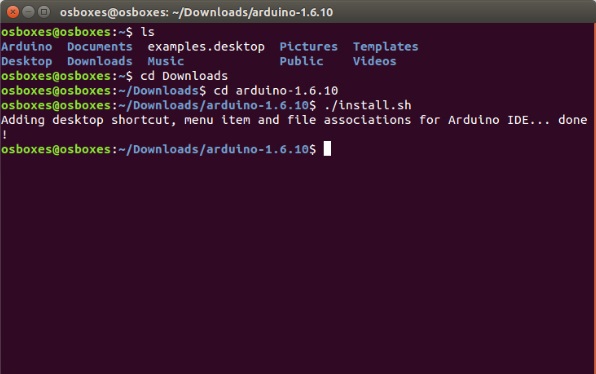 osboxes@osboxes: ~/Downloads/arduino-1.6.10
osboxes@osboxes:~$ ls
Arduino  Documents  examples.desktop  Pictures  Templates
Desktop  Downloads  Music             Public    Videos
osboxes@osboxes:~$ cd Downloads
osboxes@osboxes:~/Downloads$ cd arduino-1.6.10
osboxes@osboxes:~/Downloads/arduino-1.6.10$ ./install.sh
Adding desktop shortcut, menu item and file associations for Arduino IDE... done
!
osboxes@osboxes:~/Downloads/arduino-1.6.10$